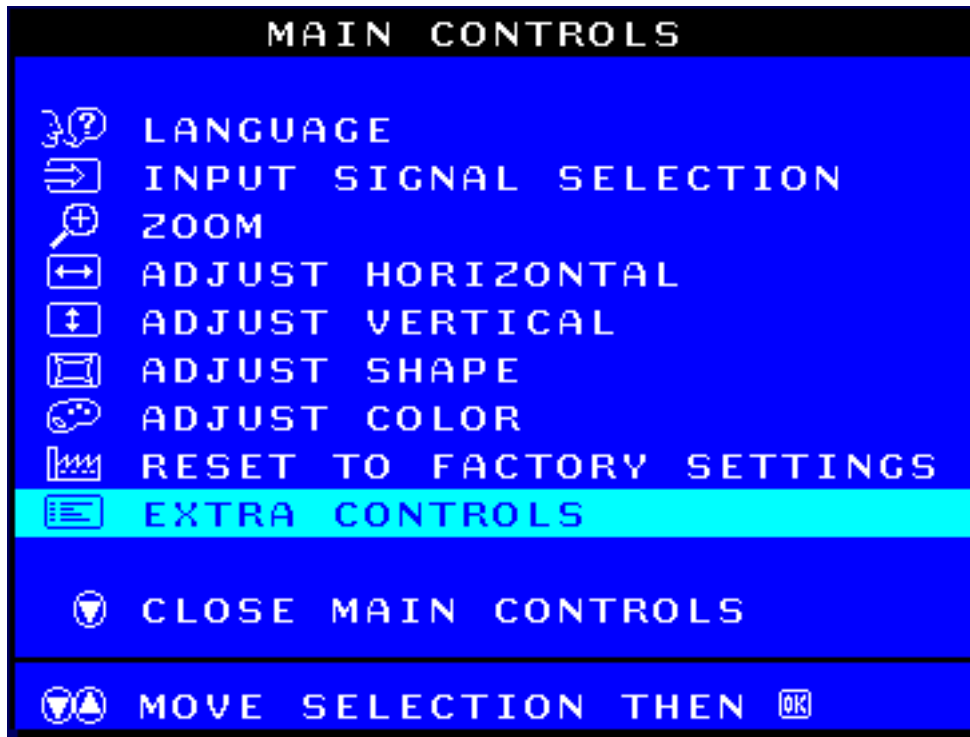 MAIN CONTROLS
LANGUAGE
INPUT SIGNAL SELECTION
ZOOM
ADJUST HORIZONTAL
ADJUST VERTICAL
ADJUST SHAPE
ADJUST COLOR
RESET TO FACTORY SETTINGS
EXTRA CONTROLS
CLOSE MAIN CONTROLS
MOVE SELECTION THEN OK